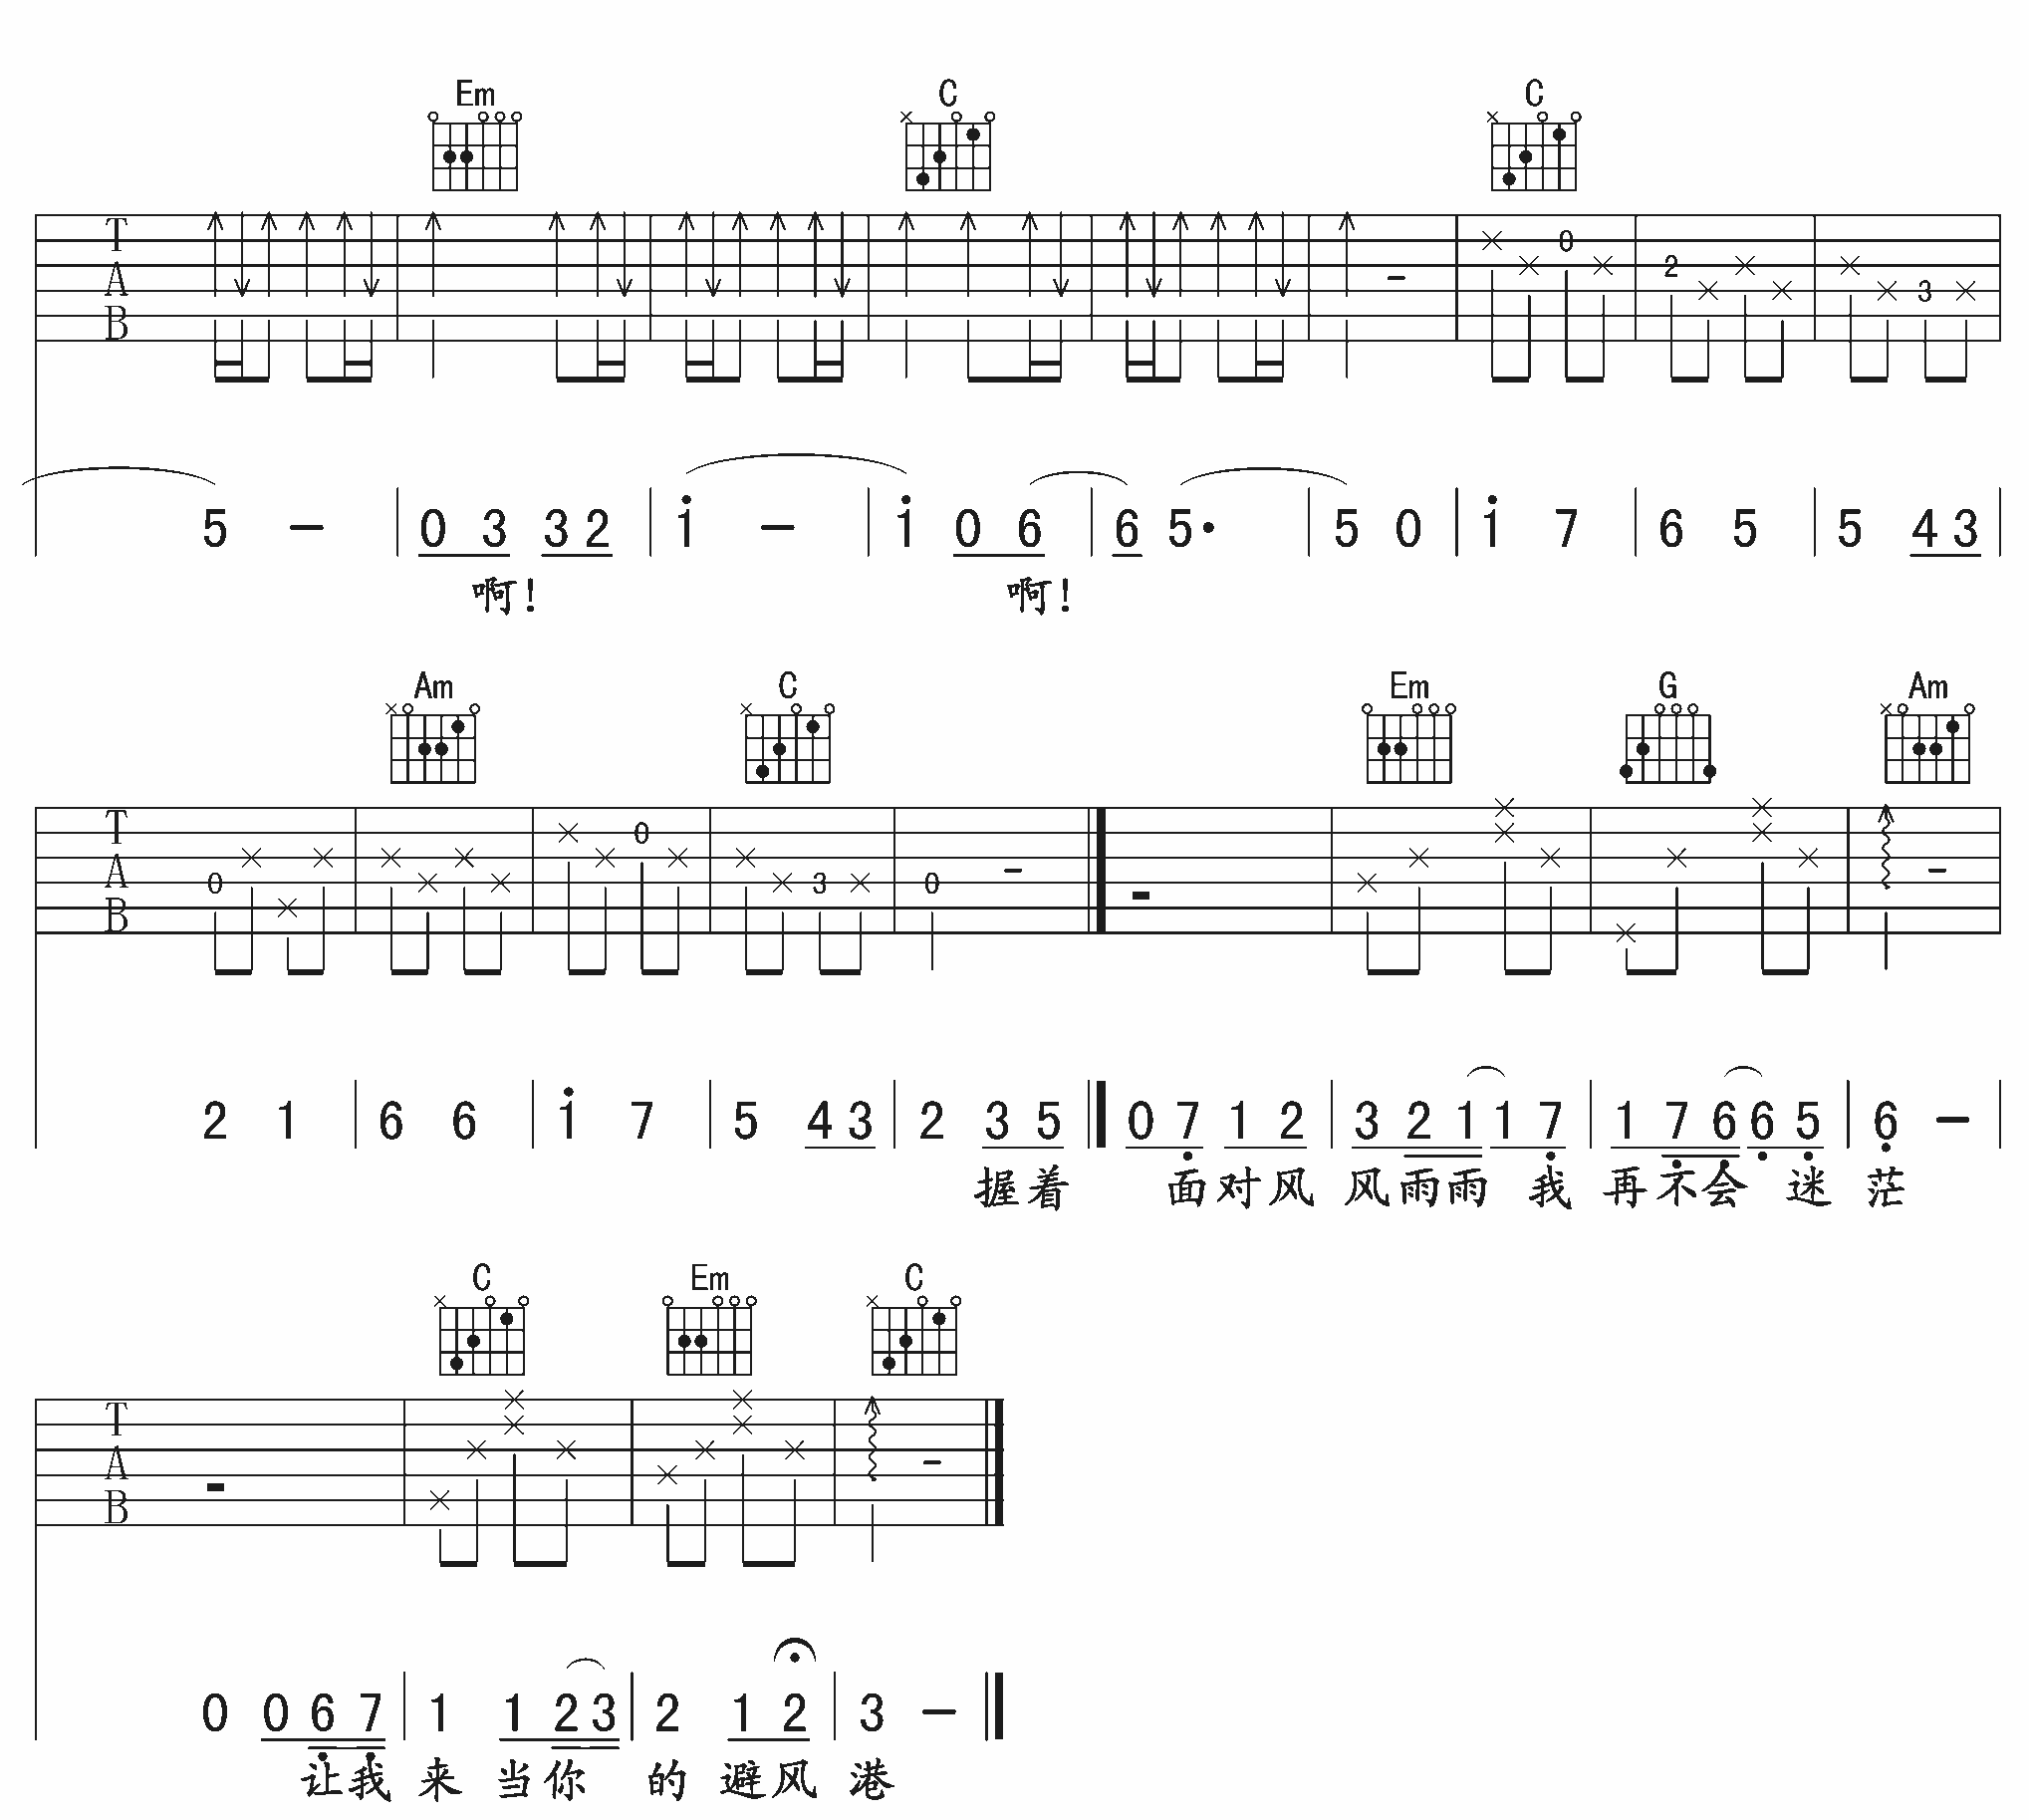 Em C C
T A B 0 2 3
5 - 0 3 3 2 i - i 0 6 6 5· 5 0 i 7 6 5 5 4 3
啊! 啊!
Am C Em G Am
T A B 0 0 3 0
2 1 6 6 i 7 5 4 3 2 3 5 0 7 1 2 3 2 1 1 7 1 7 6 6 5 6 -
握着 面对风 风雨雨 我 再不会 迷 茫
C Em C
T A B
0 0 6 7 1 1 2 3 2 1 2 3 -
让我 来 当你 的 避风 港